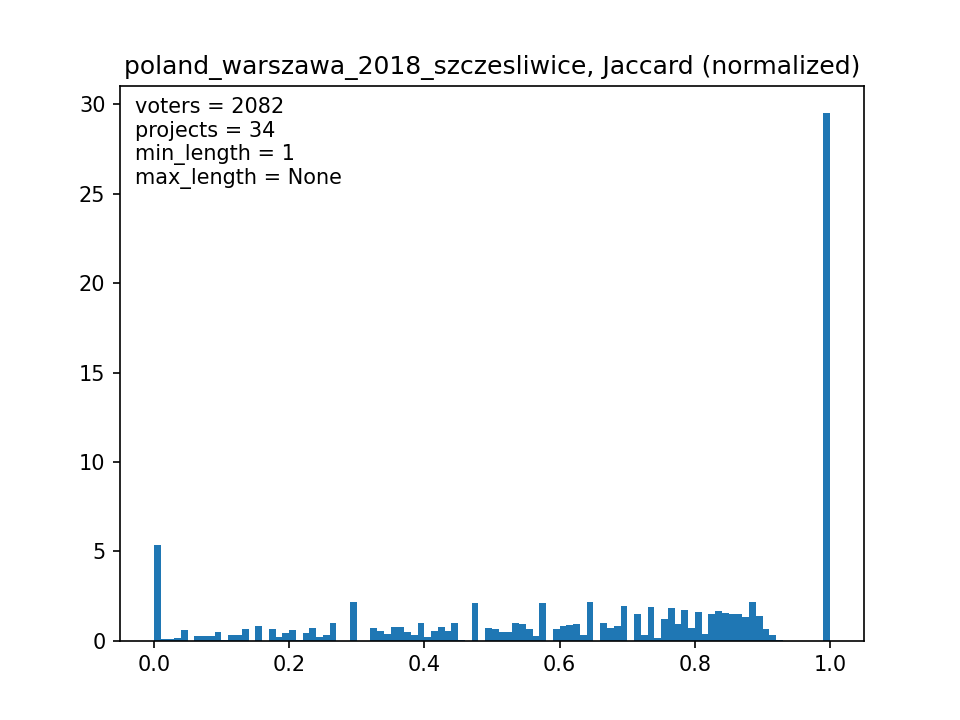 poland_warszawa_2018_szczesliwice, Jaccard (normalized)
voters = 2082
projects = 34
min_length = 1
max_length = None
30
25
20
15
10
5
0
0.0 0.2 0.4 0.6 0.8 1.0